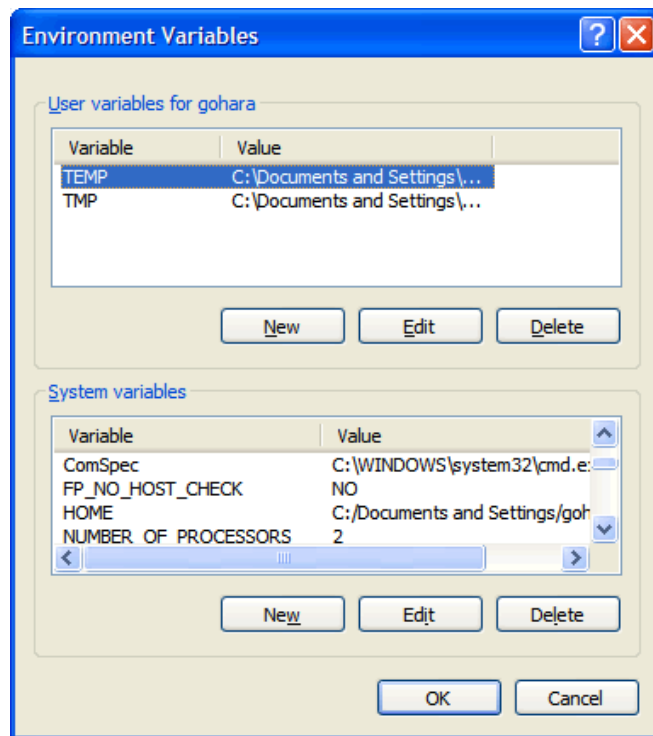 Environment Variables
User variables for gohara
Variable Value
TEMP C:\Documents and Settings\...
TMP C:\Documents and Settings\...
New Edit Delete
System variables
Variable Value
ComSpec C:\WINDOWS\system32\cmd.e
FP_NO_HOST_CHECK NO
HOME C:/Documents and Settings/goh
NUMBER_OF_PROCESSORS 2
New Edit Delete
OK Cancel